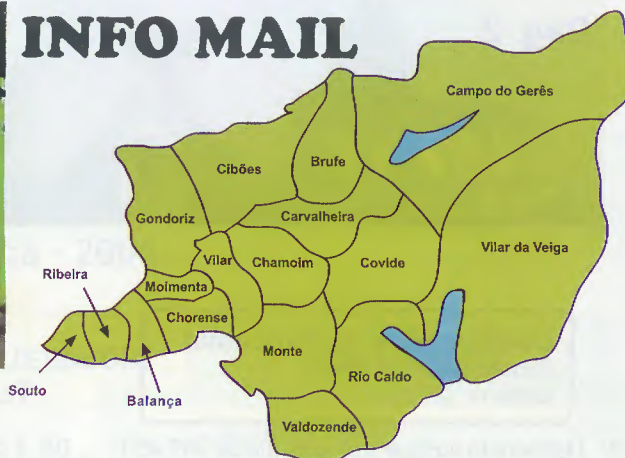 INFO MAIL
Campo do Gerês
Cibões
Brufe
Gondoriz
Carvalheira
Vilar da Veiga
Vilar
Chamoim
Covide
Ribeira
Moimenta
Chorense
Monte
Rio Caldo
Souto
Balança
Valdozende